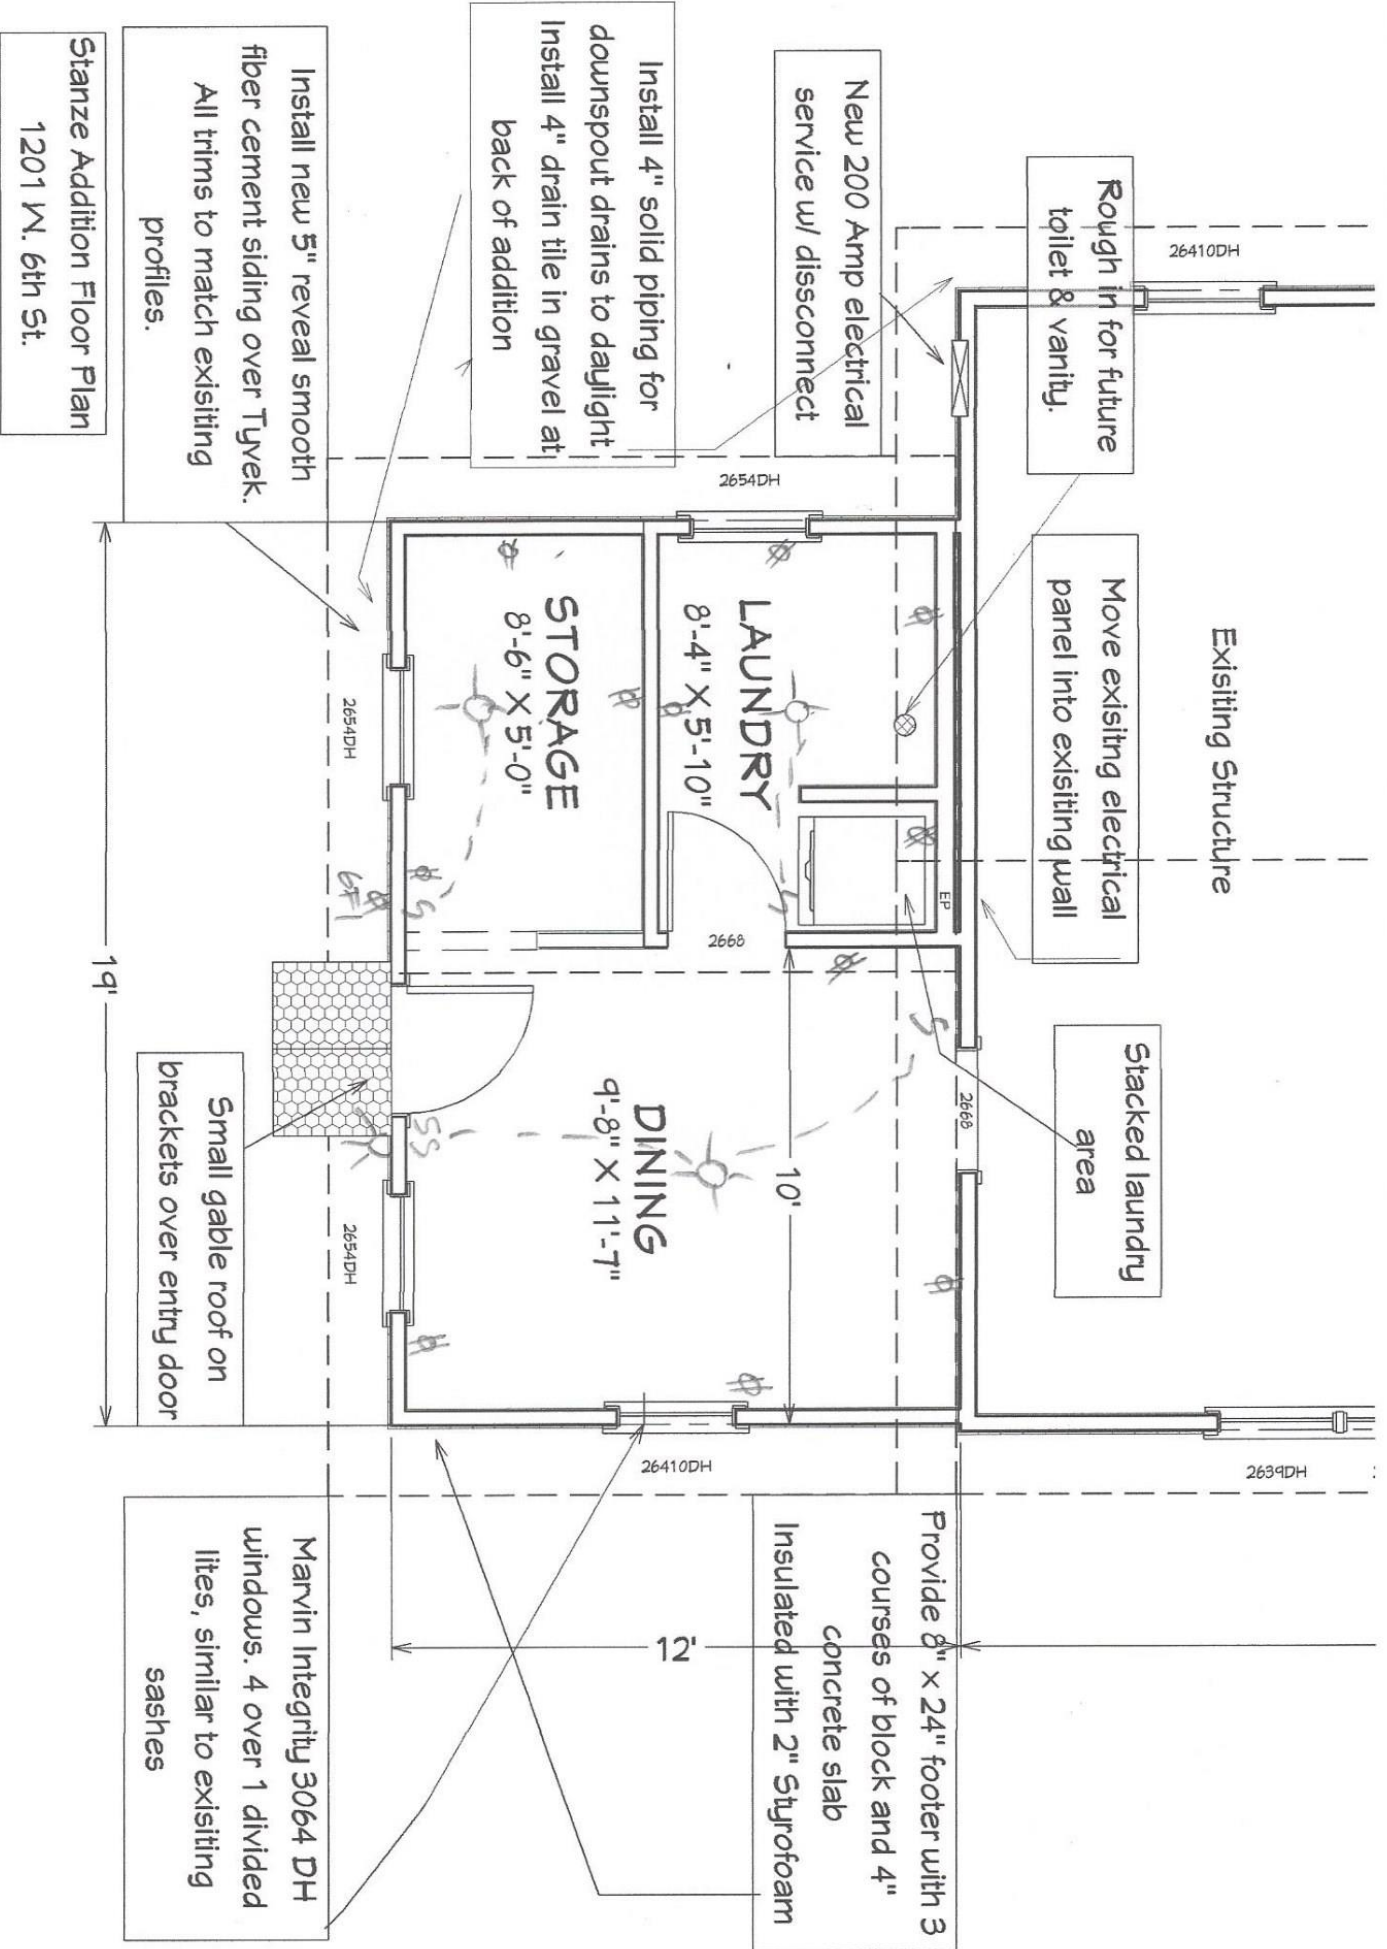 Exisiting Structure
26410DH
2639DH
Rough in for future
toilet & vanity.
Move exisitng electrical
panel into exisiting wall
Stacked laundry
area
2668
EP
Provide 8" x 24" footer with 3
courses of block and 4"
concrete slab
Insulated with 2" Styrofoam
New 200 Amp electrical
service w/ dissconnect
S
2654DH
LAUNDRY
8'-4" X 5'-10"
S
2668
10'
26410DH
12'
Install 4" solid piping for
downspout drains to daylight
Install 4" drain tile in gravel at
back of addition
STORAGE
8'-6" X 5'-0"
DINING
9'-8" X 11'-7"
S
SS
GFI
2654DH
2654DH
Install new 5" reveal smooth
fiber cement siding over Tyvek.
All trims to match exisiting
profiles.
Small gable roof on
brackets over entry door
Marvin Integrity 3064 DH
windows. 4 over 1 divided
lites, similar to exisiting
sashes
19'
Stanze Addition Floor Plan
1201 W. 6th St.